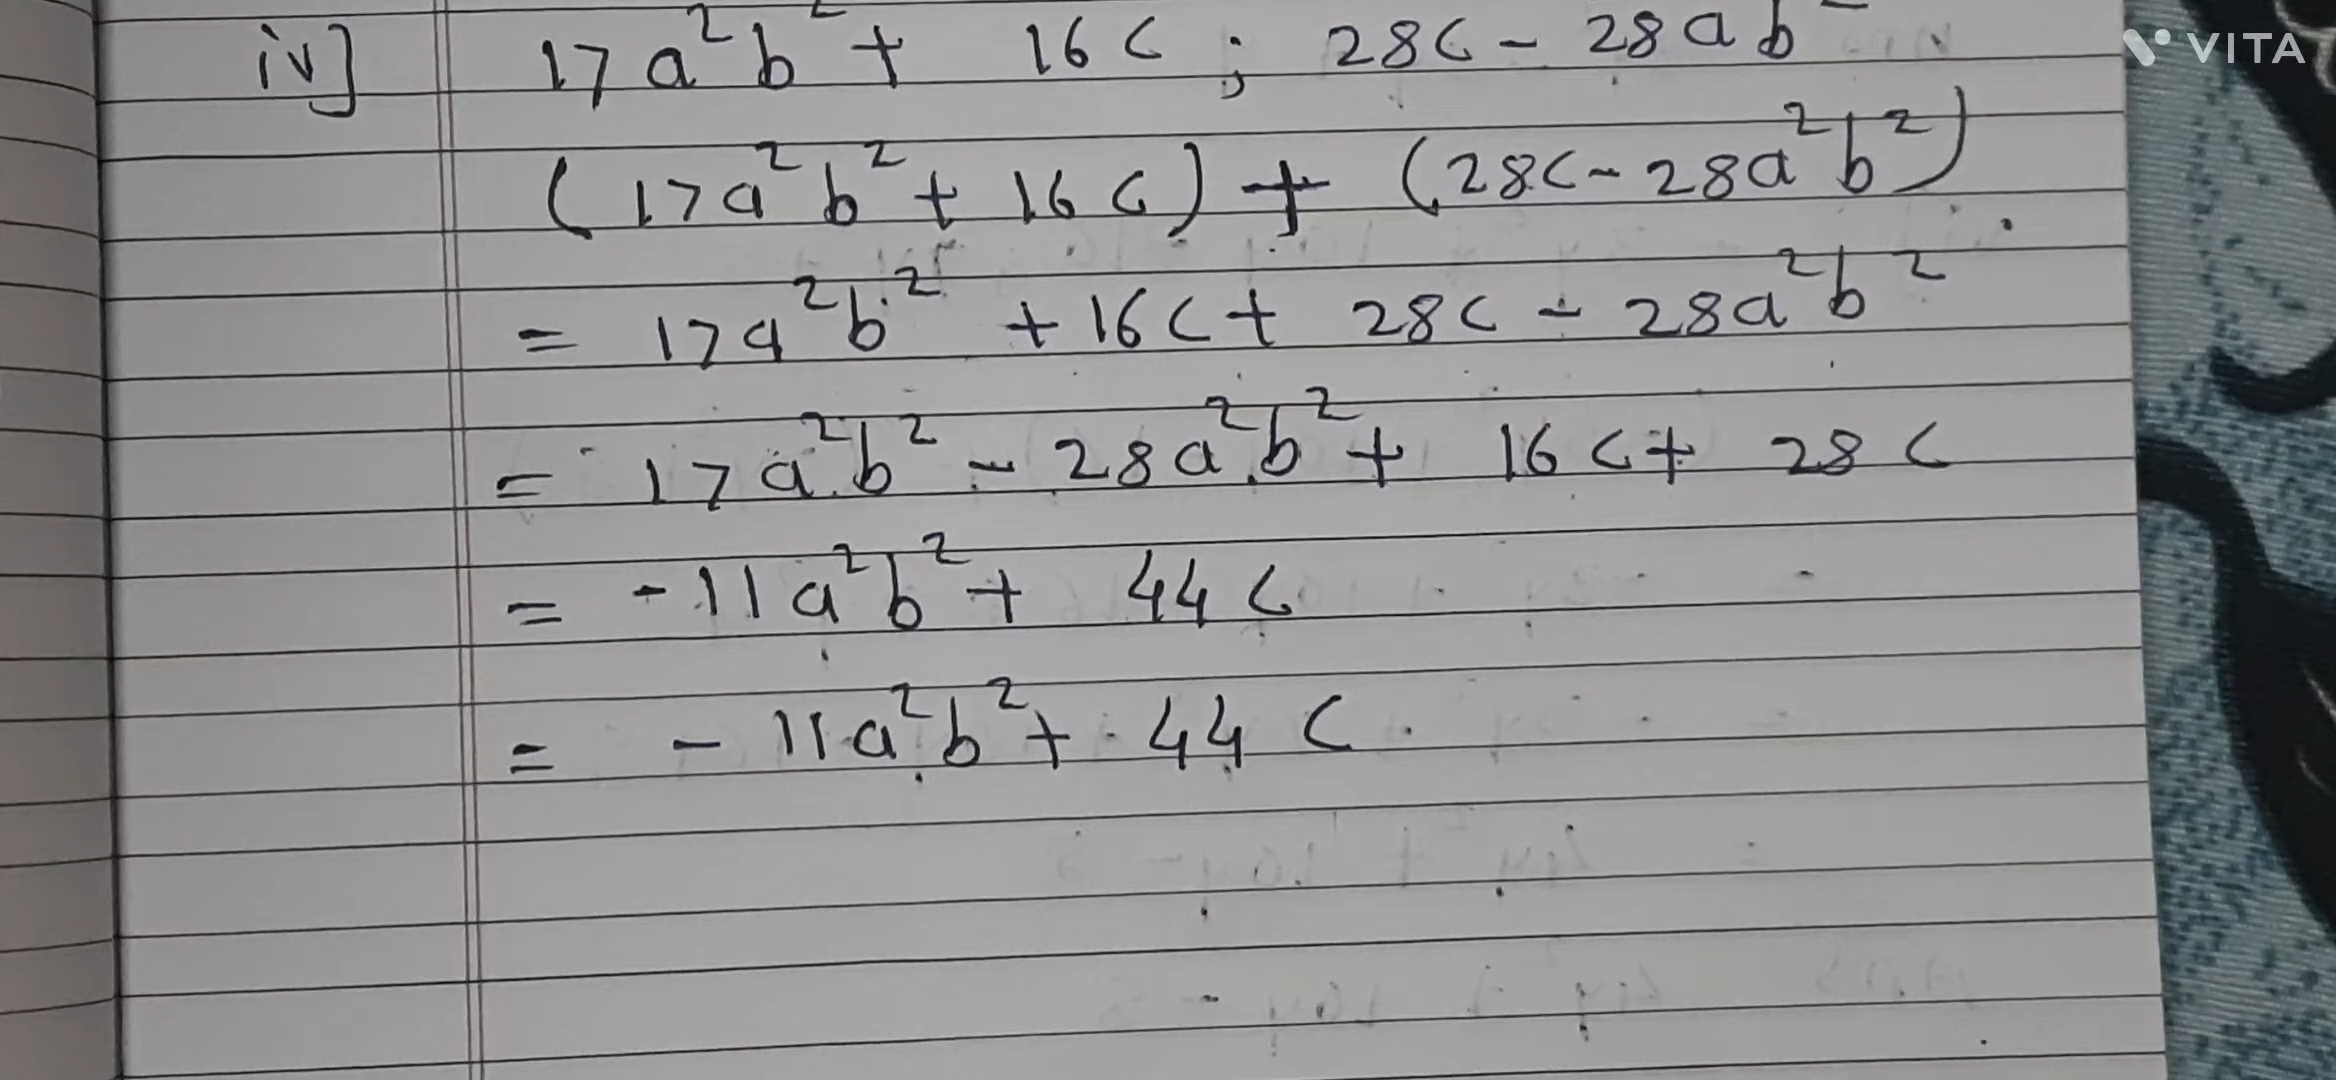 iv] 17a²b² + 16c ; 28c - 28ab²
VITA
(17a²b² + 16c) + (28c - 28a²b²)
= 17a²b² + 16c + 28c - 28a²b²
= 17a²b² - 28a²b² + 16c + 28c
= -11a²b² + 44c
= - 11a²b² + 44c.